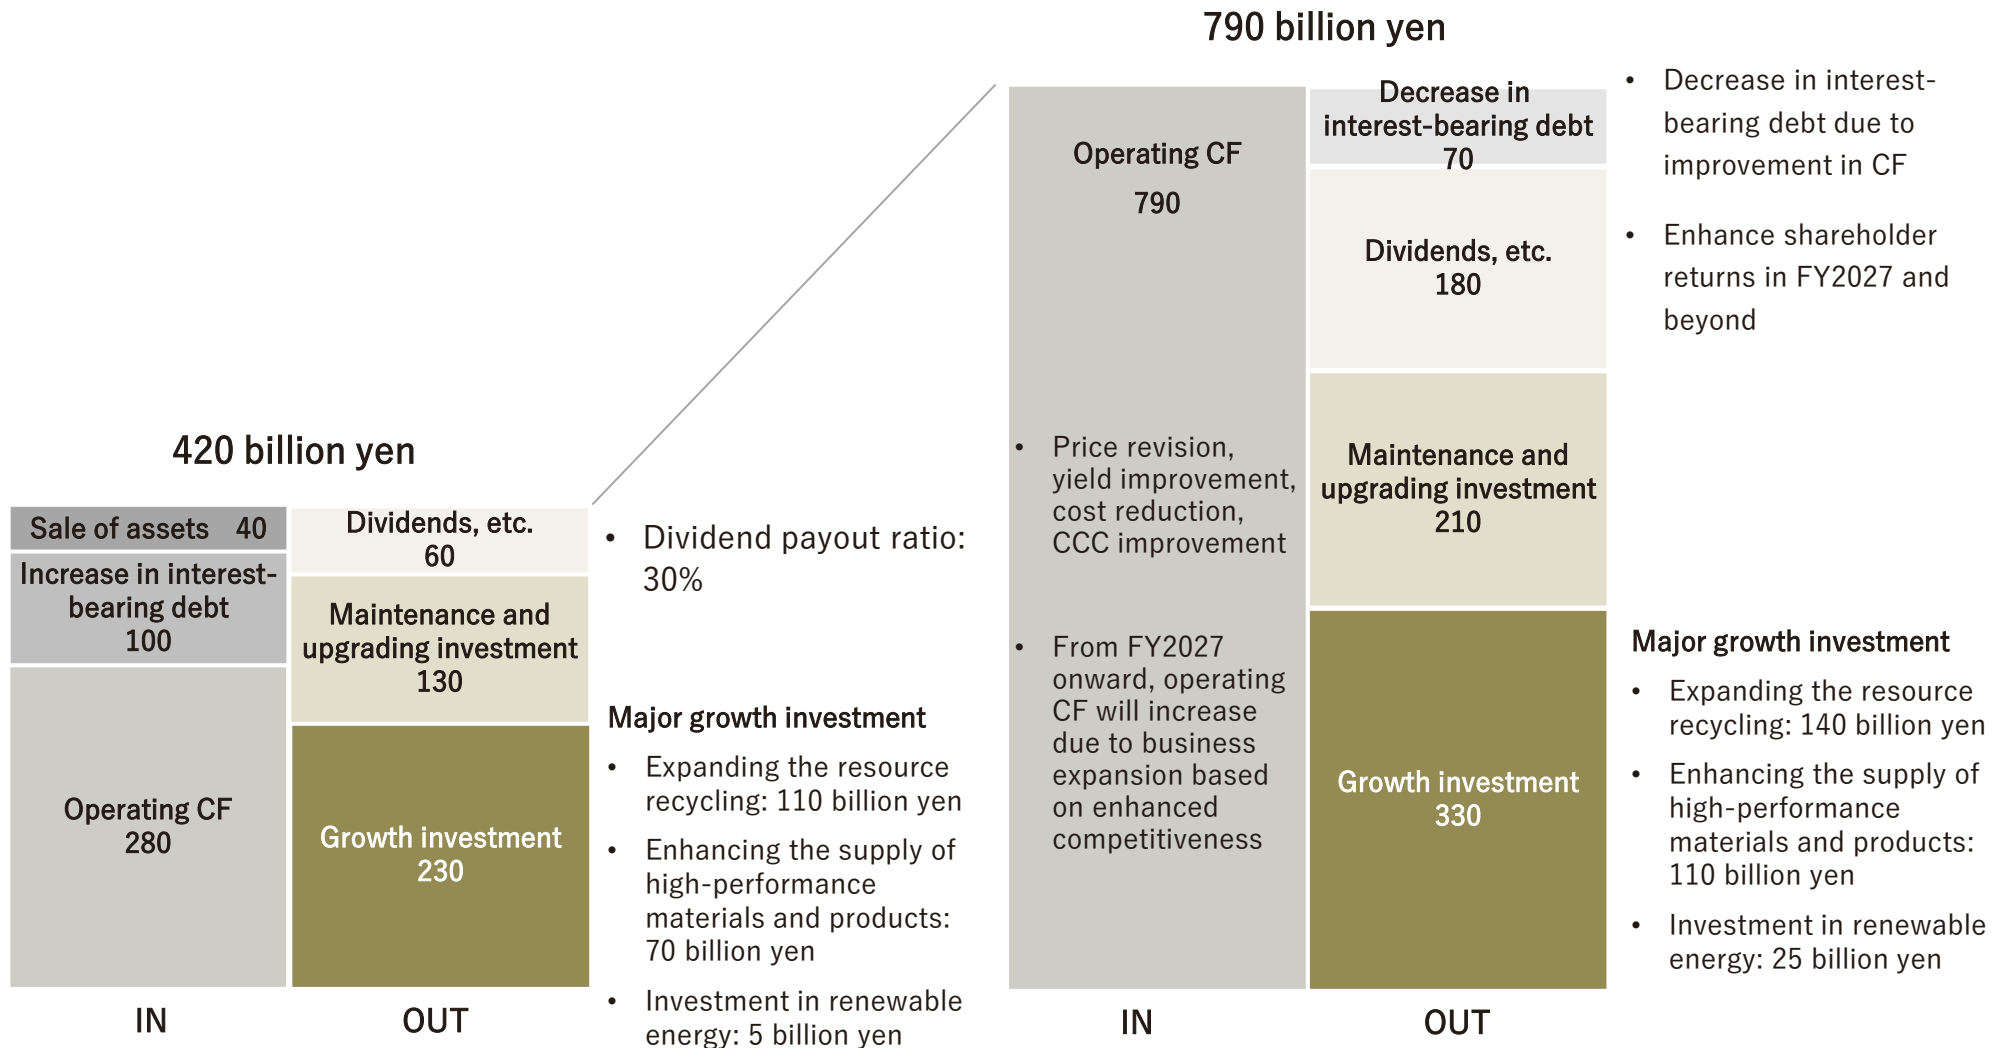 420 billion yen
Sale of assets 40
Increase in interest-
bearing debt
100
Operating CF
280
IN
Dividends, etc.
60
Maintenance and
upgrading investment
130
Growth investment
230
OUT
• Dividend payout ratio:
30%
Major growth investment
• Expanding the resource
recycling: 110 billion yen
• Enhancing the supply of
high-performance
materials and products:
70 billion yen
• Investment in renewable
energy: 5 billion yen
790 billion yen
Operating CF
790
• Price revision,
yield improvement,
cost reduction,
CCC improvement
• From FY2027
onward, operating
CF will increase
due to business
expansion based
on enhanced
competitiveness
IN
Decrease in
interest-bearing debt
70
Dividends, etc.
180
Maintenance and
upgrading investment
210
Growth investment
330
OUT
• Decrease in interest-
bearing debt due to
improvement in CF
• Enhance shareholder
returns in FY2027 and
beyond
Major growth investment
• Expanding the resource
recycling: 140 billion yen
• Enhancing the supply of
high-performance
materials and products:
110 billion yen
• Investment in renewable
energy: 25 billion yen